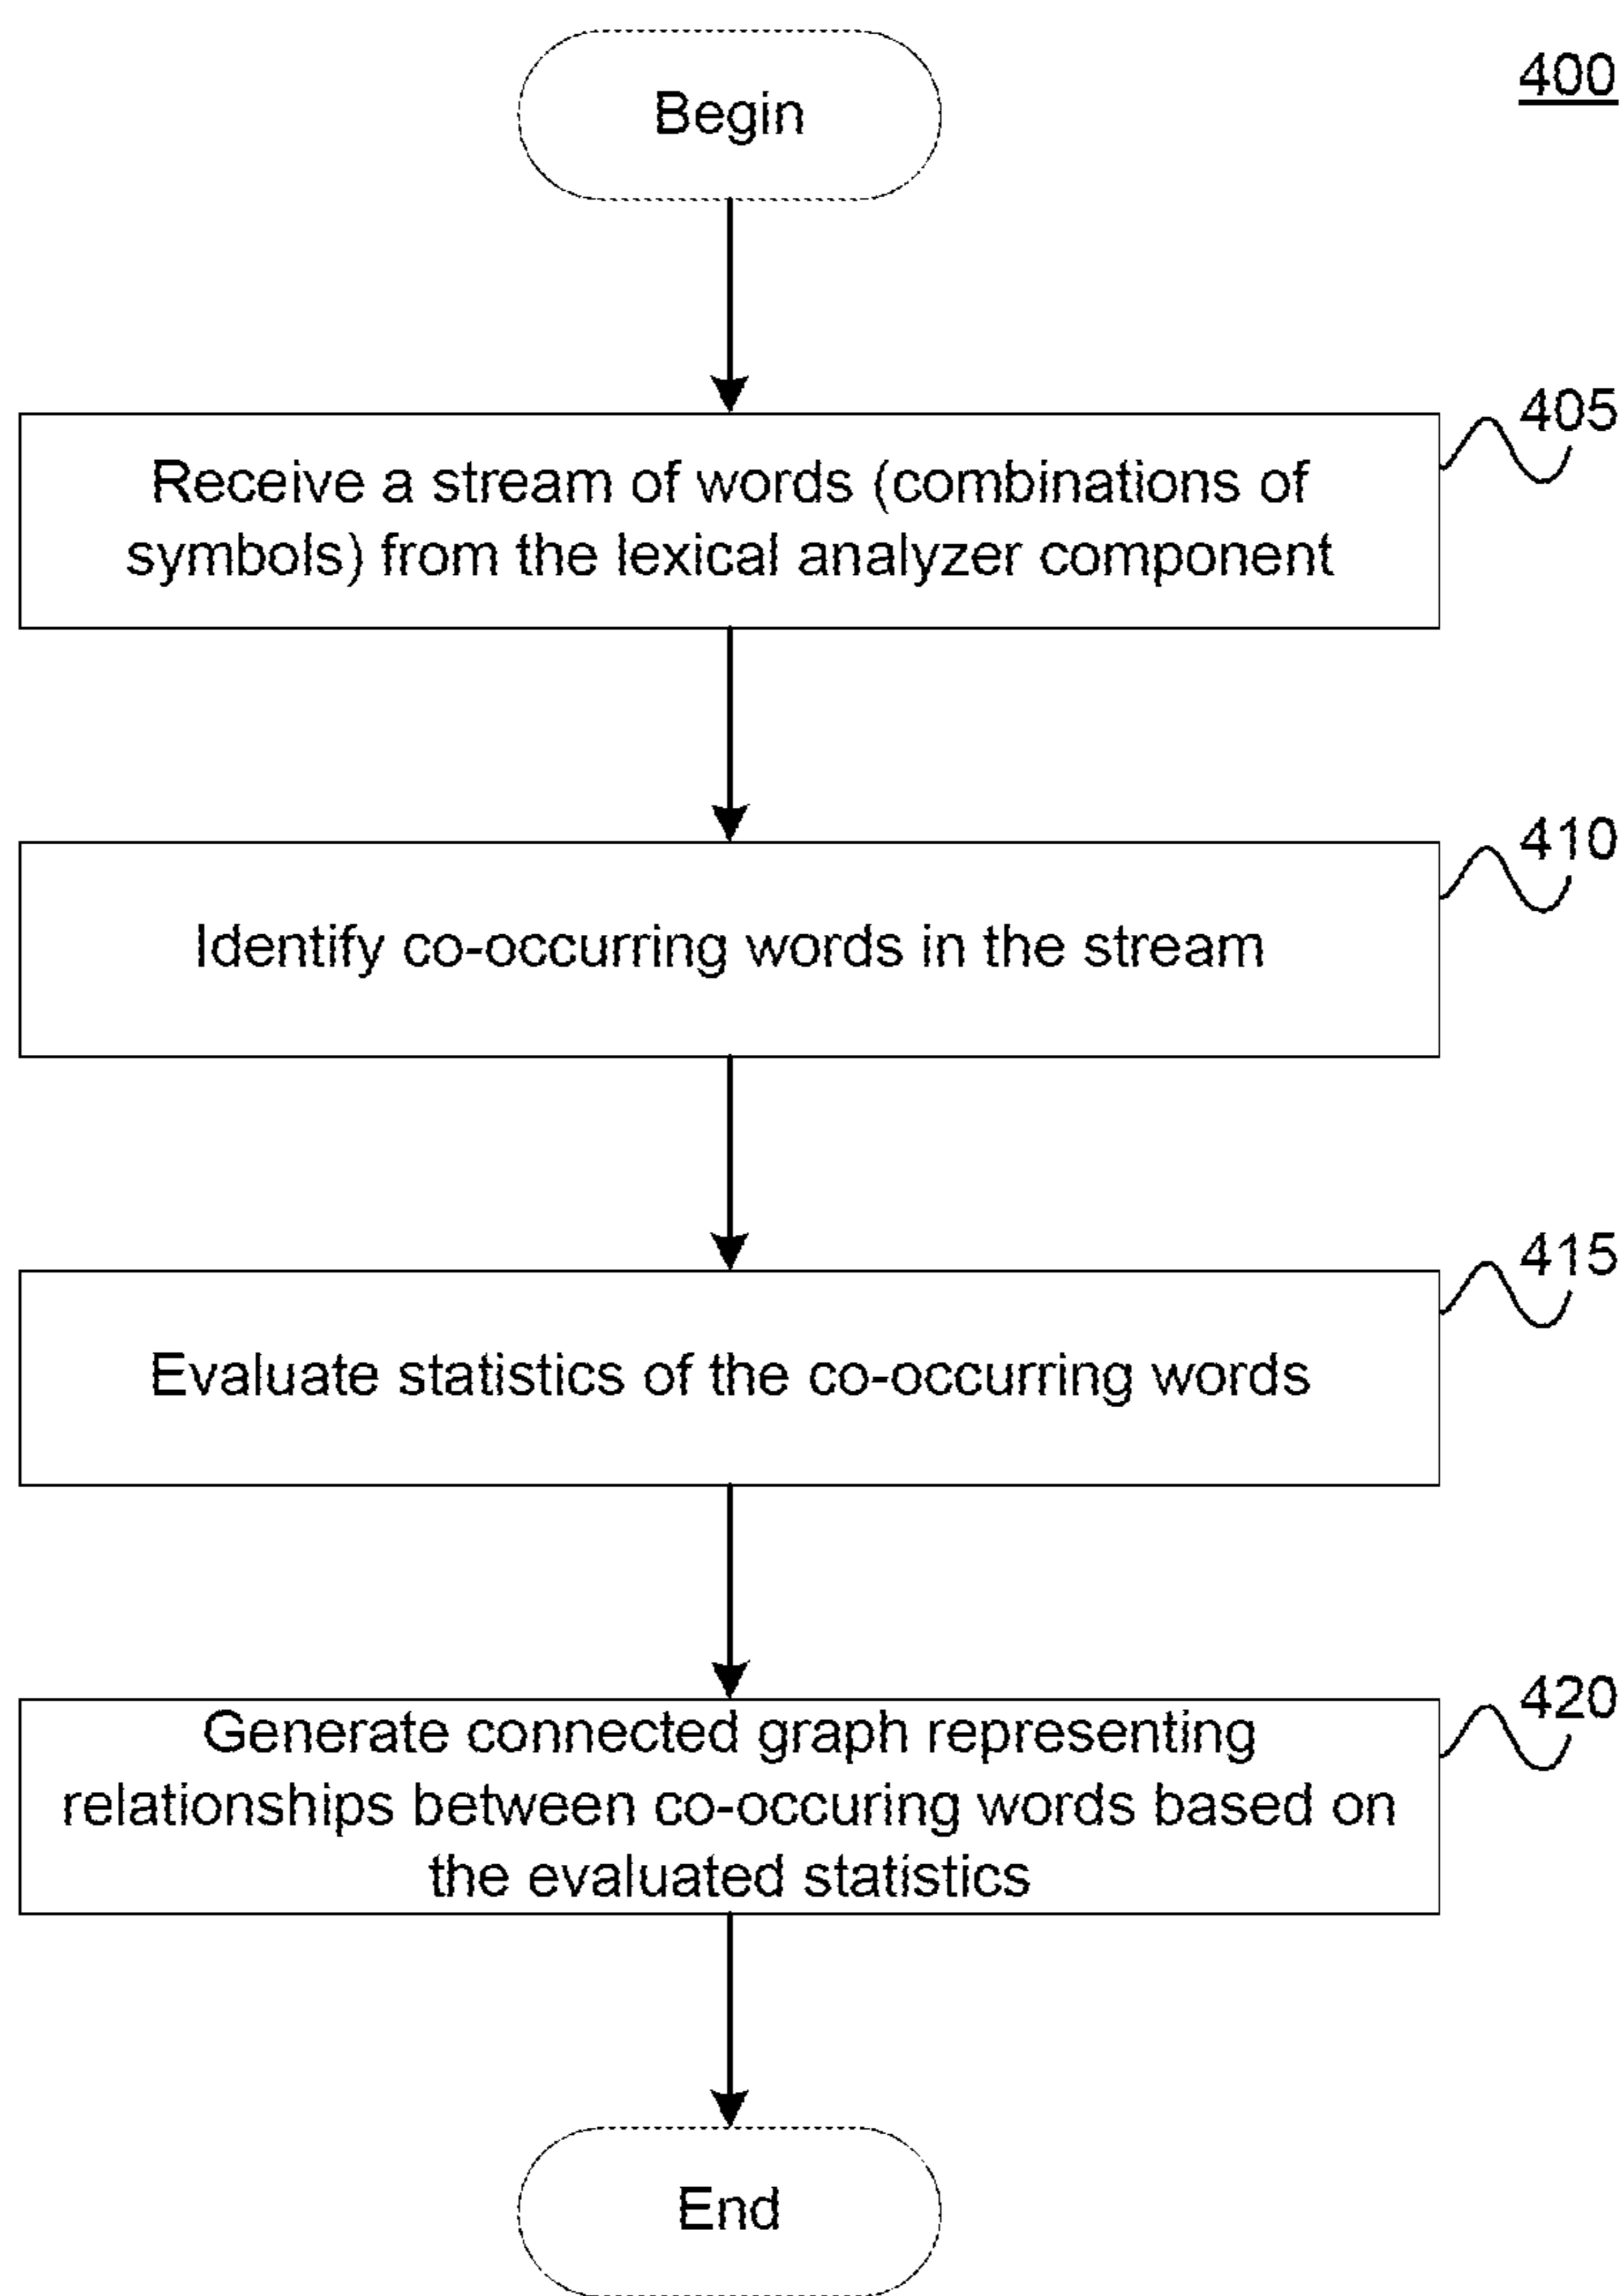 400
Begin
405
Receive a stream of words (combinations of
symbols) from the lexical analyzer component
410
Identify co-occurring words in the stream
415
Evaluate statistics of the co-occurring words
420
Generate connected graph representing
relationships between co-occuring words based on
the evaluated statistics
End